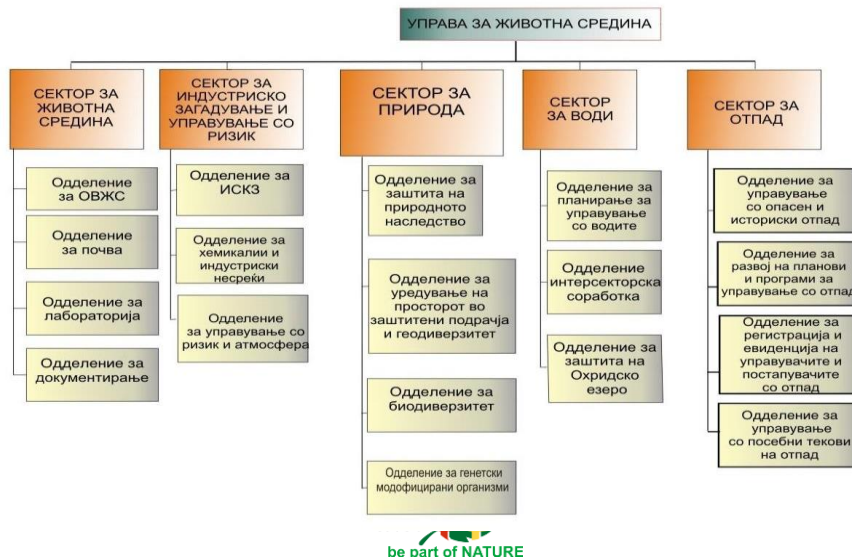 УПРАВА ЗА ЖИВОТНА СРЕДИНА
СЕКТОР ЗА
ЖИВОТНА
СРЕДИНА
Одделение
за ОВЖС
Одделение
за почва
Одделение за
лабораторија
Одделение за
документирање
СЕКТОР ЗА
ИНДУСТРИСКО
ЗАГАДУВАЊЕ И
УПРАВУВАЊЕ СО
РИЗИК
Одделение за
ИСКЗ
Одделение за
хемикалии и
индустриски
несреќи
Одделение
за управување со
ризик и атмосфера
СЕКТОР ЗА
ПРИРОДА
Одделение за
заштита на
природното
наследство
Одделение за
уредување на
просторот во
заштитени подрачја
и геодиверзитет
Одделение за
биодиверзитет
Одделение за генетски
модофицирани организми
СЕКТОР
ЗА ВОДИ
Одделение за
планирање за
управување
со водите
Одделение
интерсекторска
соработка
Одделение за
заштита на
Охридско
езеро
СЕКТОР ЗА
ОТПАД
Одделение за
управување
со опасен и
историски отпад
Одделение за
развој на планови
и програми за
управување со отпад
Одделение за
регистрација и
евиденција на
управувачите и
постапувачите
со отпад
Одделение за
управување
со посебни текови
на отпад
be part of NATURE